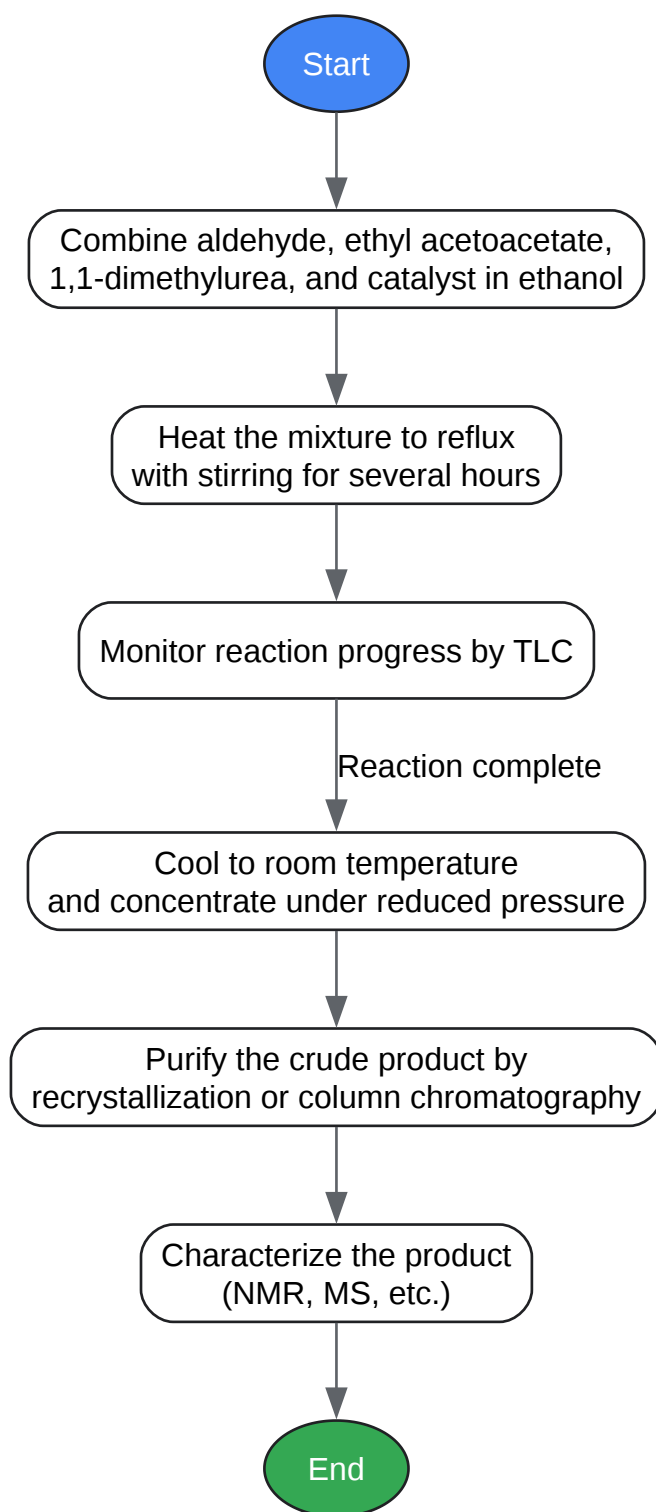 Start
Combine aldehyde, ethyl acetoacetate,
1,1-dimethylurea, and catalyst in ethanol
Heat the mixture to reflux
with stirring for several hours
Monitor reaction progress by TLC
Reaction complete
Cool to room temperature
and concentrate under reduced pressure
Purify the crude product by
recrystallization or column chromatography
Characterize the product
(NMR, MS, etc.)
End